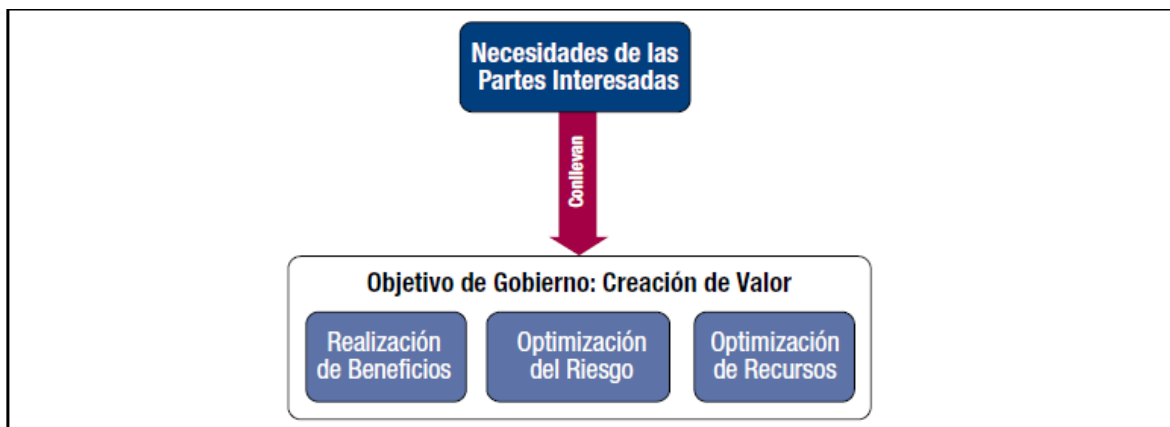 Necesidades de las
Partes Interesadas
Conllevan
Objetivo de Gobierno: Creación de Valor
Realización
de Beneficios
Optimización
del Riesgo
Optimización
de Recursos